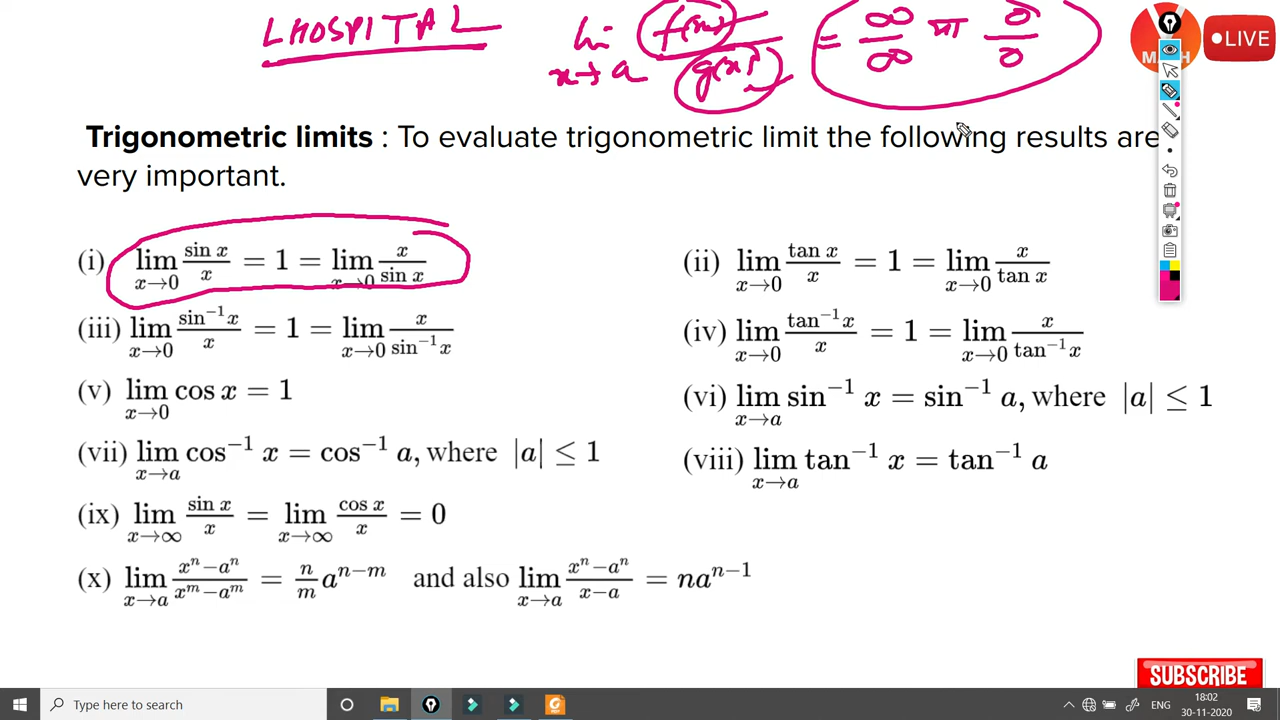 LHOSPITAL lim x→a f(x)/g(x) = ∞/∞ या 0/0
MATH
LIVE
Trigonometric limits : To evaluate trigonometric limit the following results are
very important.
(i) lim x→0 sin x/x = 1 = lim x→0 x/sin x
(ii) lim x→0 tan x/x = 1 = lim x→0 x/tan x
(iii) lim x→0 sin⁻¹x/x = 1 = lim x→0 x/sin⁻¹x
(iv) lim x→0 tan⁻¹x/x = 1 = lim x→0 x/tan⁻¹x
(v) lim x→0 cos x = 1
(vi) lim x→a sin⁻¹ x = sin⁻¹ a, where |a| ≤ 1
(vii) lim x→a cos⁻¹ x = cos⁻¹ a, where |a| ≤ 1
(viii) lim x→a tan⁻¹ x = tan⁻¹ a
(ix) lim x→∞ sin x/x = lim x→∞ cos x/x = 0
(x) lim x→a xⁿ−aⁿ/xᵐ−aᵐ = n/m aⁿ⁻ᵐ and also lim x→a xⁿ−aⁿ/x−a = naⁿ⁻¹
SUBSCRIBE
Type here to search
ENG
18:02
30-11-2020